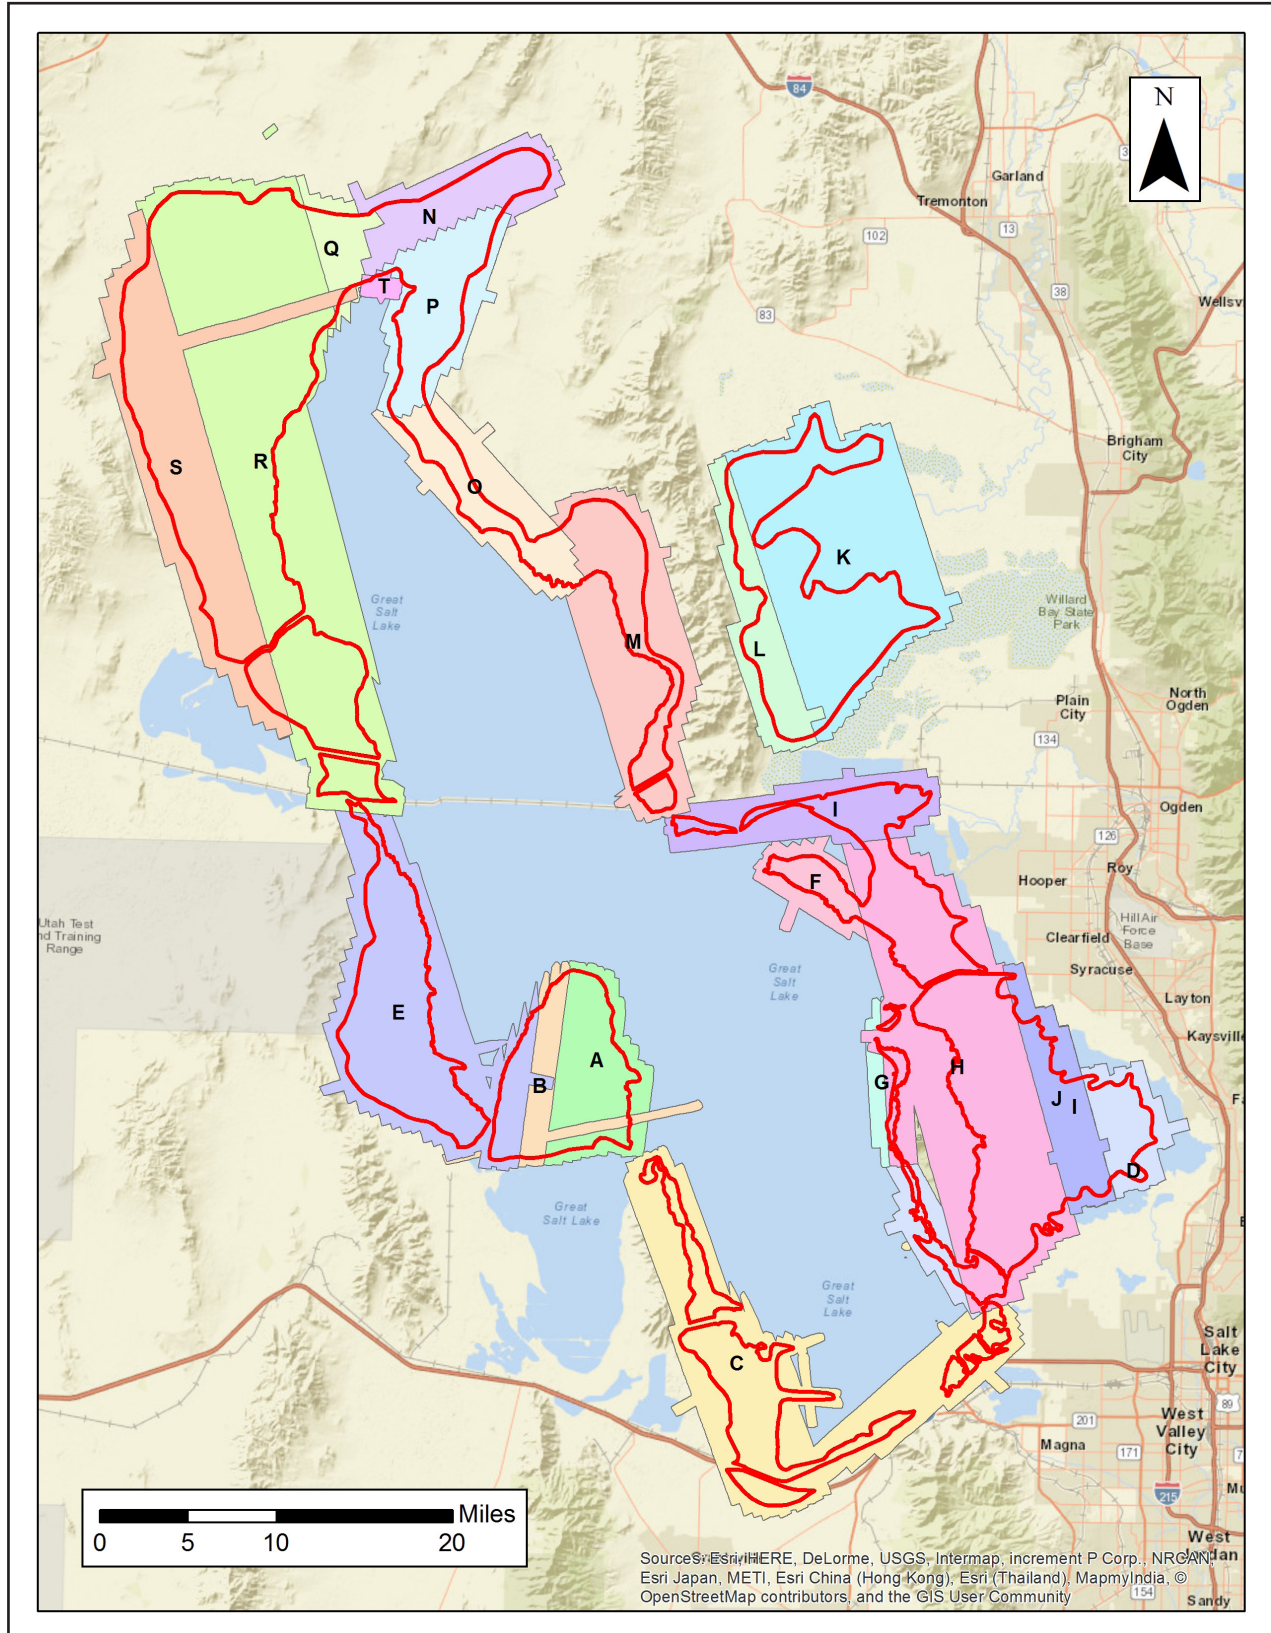 N
84
Garland
Tremonton
13
102
38
83
Wellsv
N
Q
T
P
Brigham
City
S
R
O
K
Great
Salt
Lake
Willard
Bay State
Park
M
L
Plain
City
North
Ogden
134
Ogden
I
126
Roy
Hooper
F
Utah Test
nd Training
Range
Hill Air
Force
Base
Clearfield
Syracuse
Great
Salt
Lake
Layton
E
Kaysville
A
B
H
G
J
I
D
Great
Salt Lake
Great
Salt
Lake
C
Salt
Lake
City
89
West
Valley
City
201
Magna
171
215
Miles
0 5 10 20
West
Jordan
154
Sandy
Sources: Esri, HERE, DeLorme, USGS, Intermap, increment P Corp., NRCAN,
Esri Japan, METI, Esri China (Hong Kong), Esri (Thailand), MapmyIndia, ©
OpenStreetMap contributors, and the GIS User Community